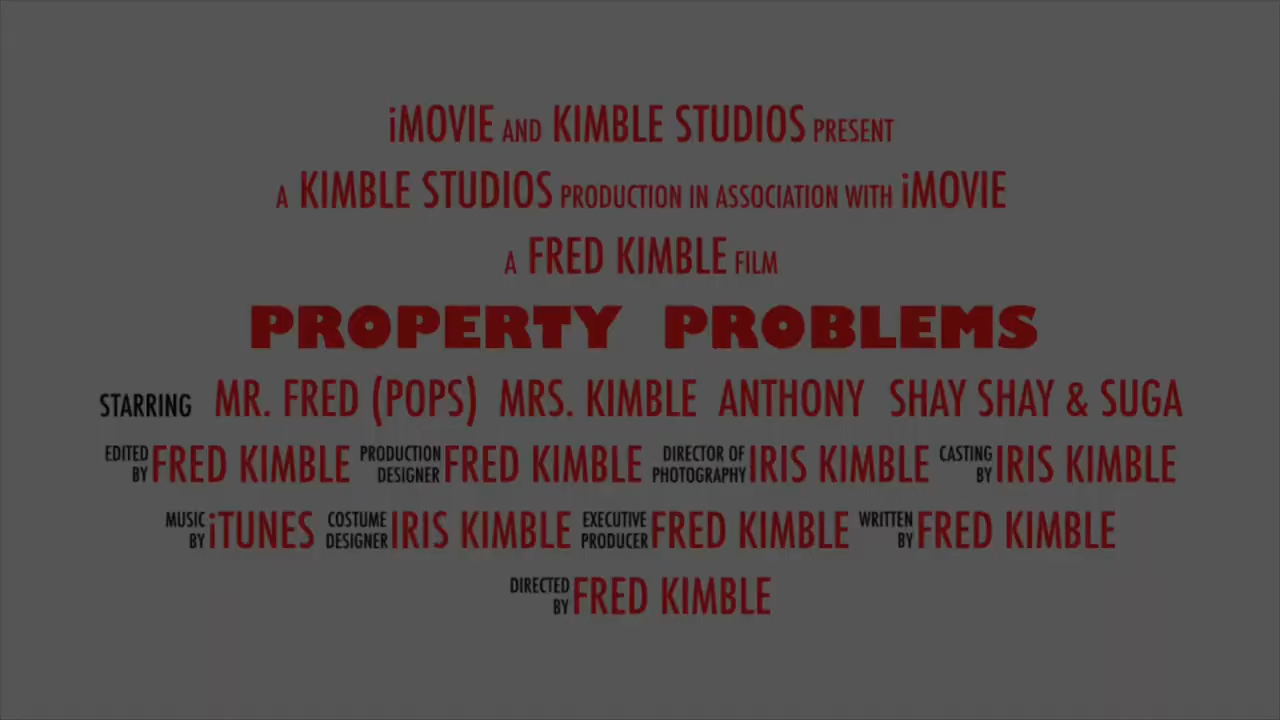 iMOVIE AND KIMBLE STUDIOS PRESENT
A KIMBLE STUDIOS PRODUCTION IN ASSOCIATION WITH iMOVIE
A FRED KIMBLE FILM
PROPERTY PROBLEMS
STARRING MR. FRED (POPS) MRS. KIMBLE ANTHONY SHAY SHAY & SUGA
EDITED BY FRED KIMBLE PRODUCTION DESIGNER FRED KIMBLE DIRECTOR OF PHOTOGRAPHY IRIS KIMBLE CASTING BY IRIS KIMBLE
MUSIC BY iTUNES COSTUME DESIGNER IRIS KIMBLE EXECUTIVE PRODUCER FRED KIMBLE WRITTEN BY FRED KIMBLE
DIRECTED BY FRED KIMBLE